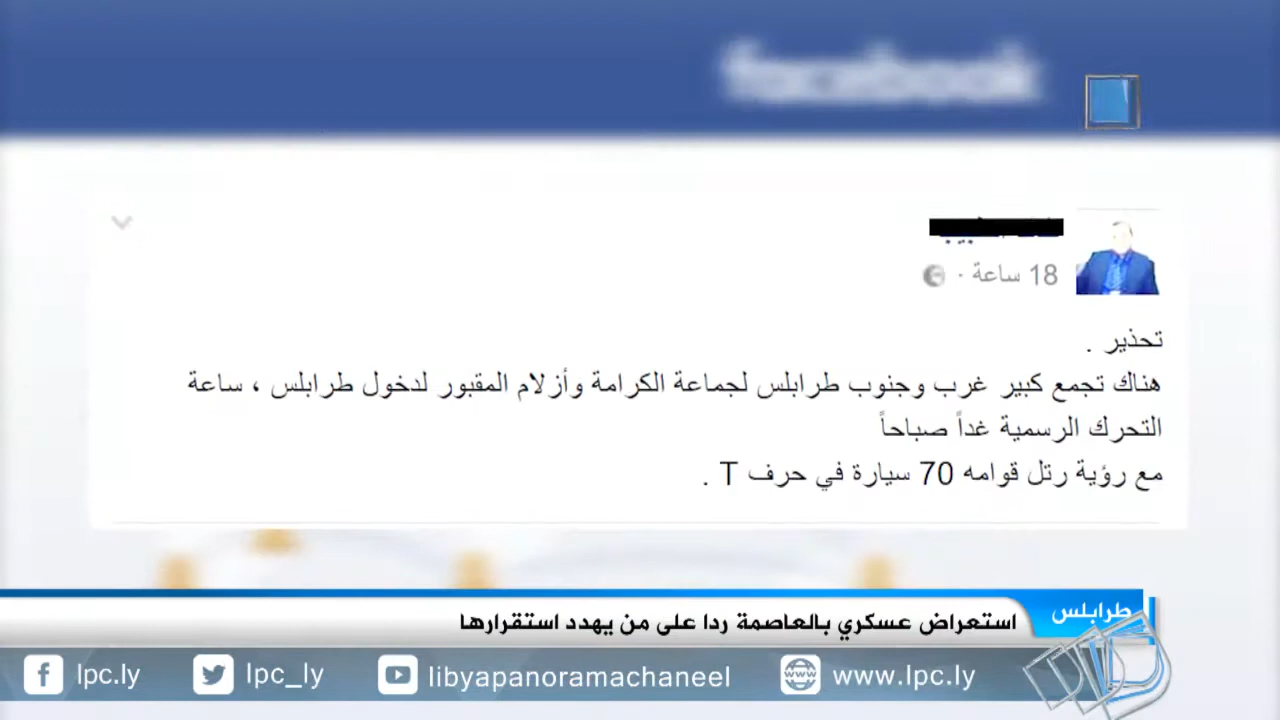 facebook
18 ساعة ·
تحذير .
هناك تجمع كبير غرب وجنوب طرابلس لجماعة الكرامة وأزلام المقبور لدخول طرابلس ، ساعة
التحرك الرسمية غداً صباحاً
مع رؤية رتل قوامه 70 سيارة في حرف T .
طرابلس
استعراض عسكري بالعاصمة ردا على من يهدد استقرارها
lpc.ly lpc_ly libyapanoramachaneel www.lpc.ly